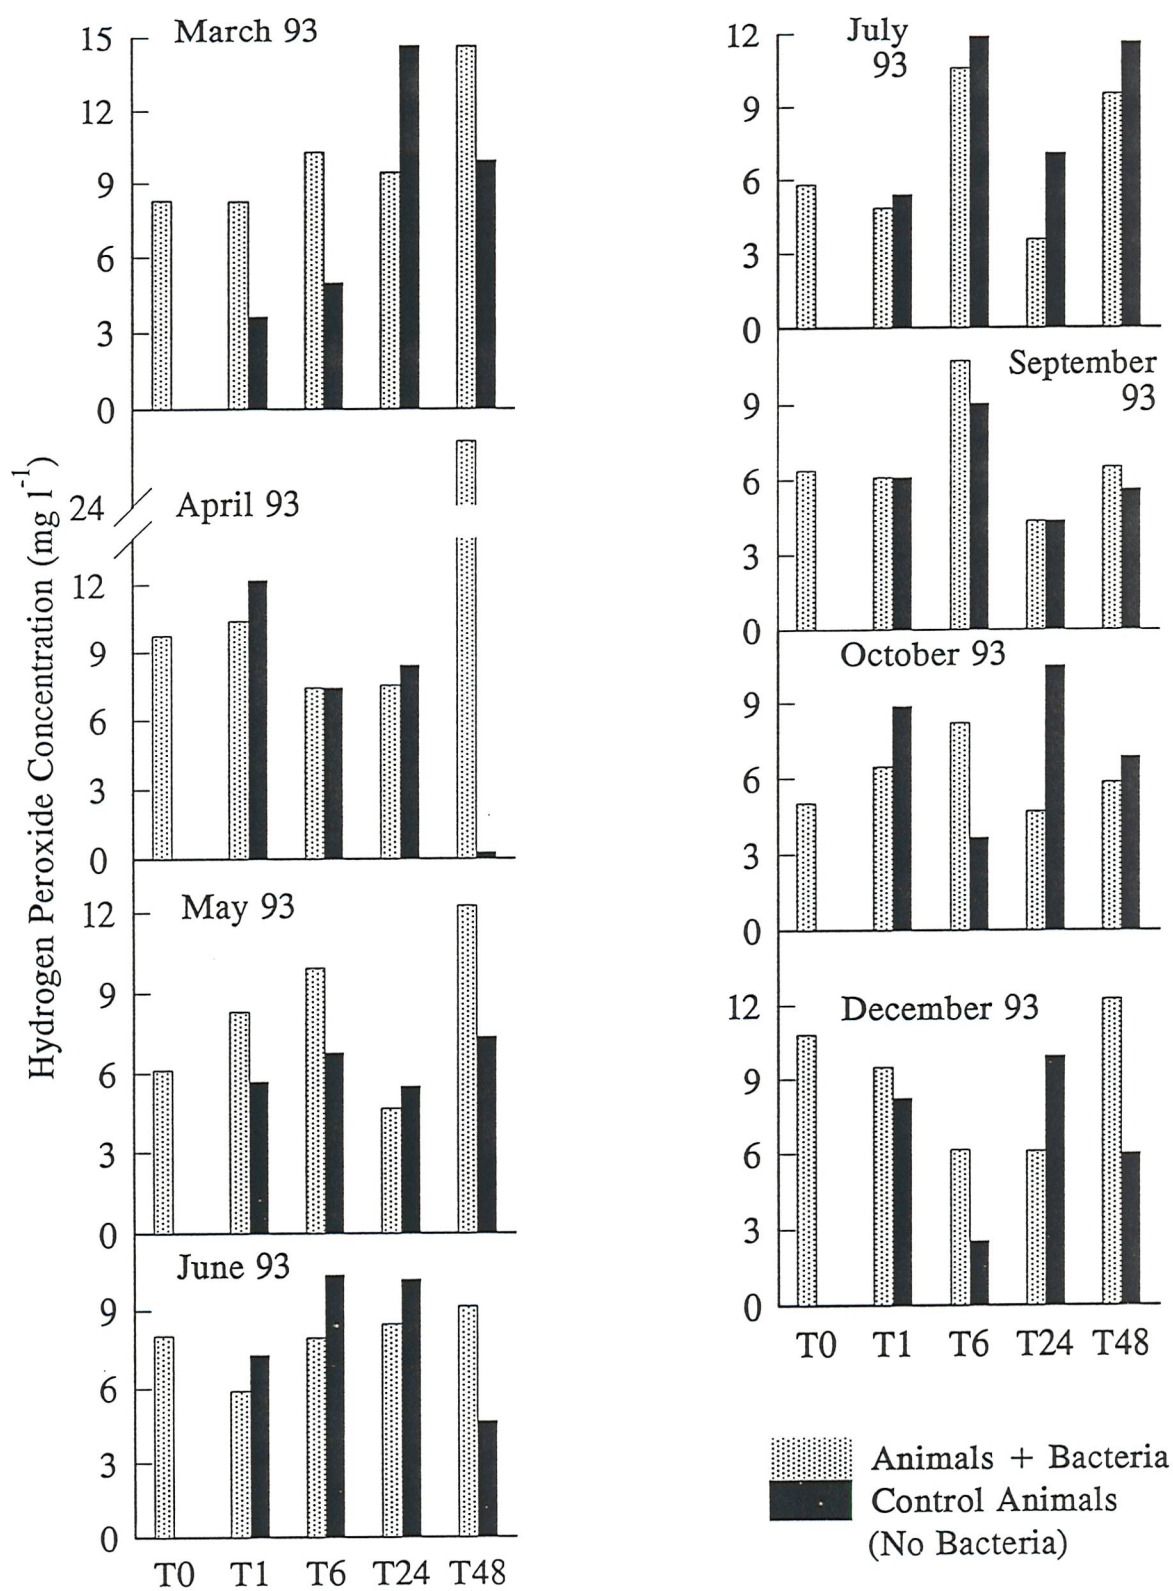 Hydrogen Peroxide Concentration (mg l-1)
March 93
15
12
9
6
3
0
April 93
24
12
9
6
3
0
May 93
12
9
6
3
0
June 93
9
6
3
0
T0 T1 T6 T24 T48
July
93
12
9
6
3
0
September
93
9
6
3
0
October 93
9
6
3
0
December 93
12
9
6
3
0
T0 T1 T6 T24 T48
Animals + Bacteria
Control Animals
(No Bacteria)